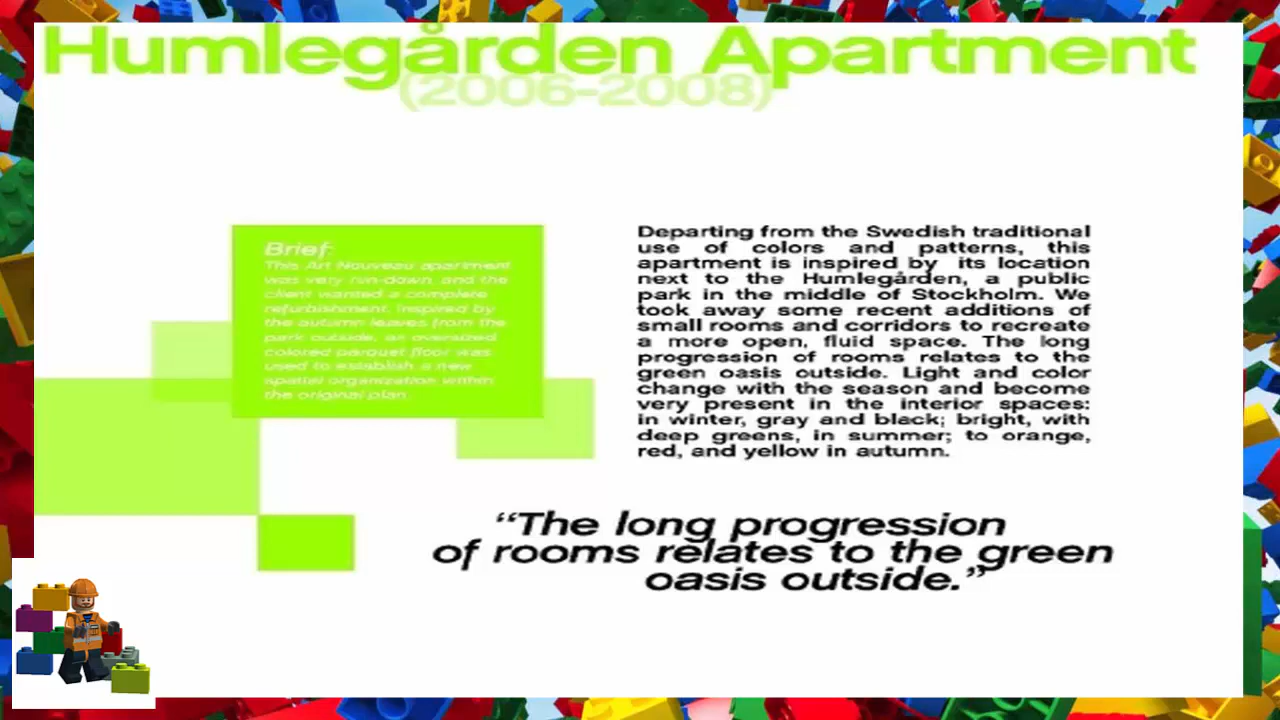 Humlegården Apartment
(2006-2008)
Brief:
This Art Nouveau apartment
was very run-down, and the
client wanted a complete
refurbishment. Inspired by
the autumn leaves from the
park outside, an oversized
colored parquet floor was
used to establish a new
spatial organization within
the original plan.
Departing from the Swedish traditional
use of colors and patterns, this
apartment is inspired by its location
next to the Humlegården, a public
park in the middle of Stockholm. We
took away some recent additions of
small rooms and corridors to recreate
a more open, fluid space. The long
progression of rooms relates to the
green oasis outside. Light and color
change with the season and become
very present in the interior spaces:
in winter, gray and black; bright, with
deep greens, in summer; to orange,
red, and yellow in autumn.
“The long progression
of rooms relates to the green
oasis outside.”